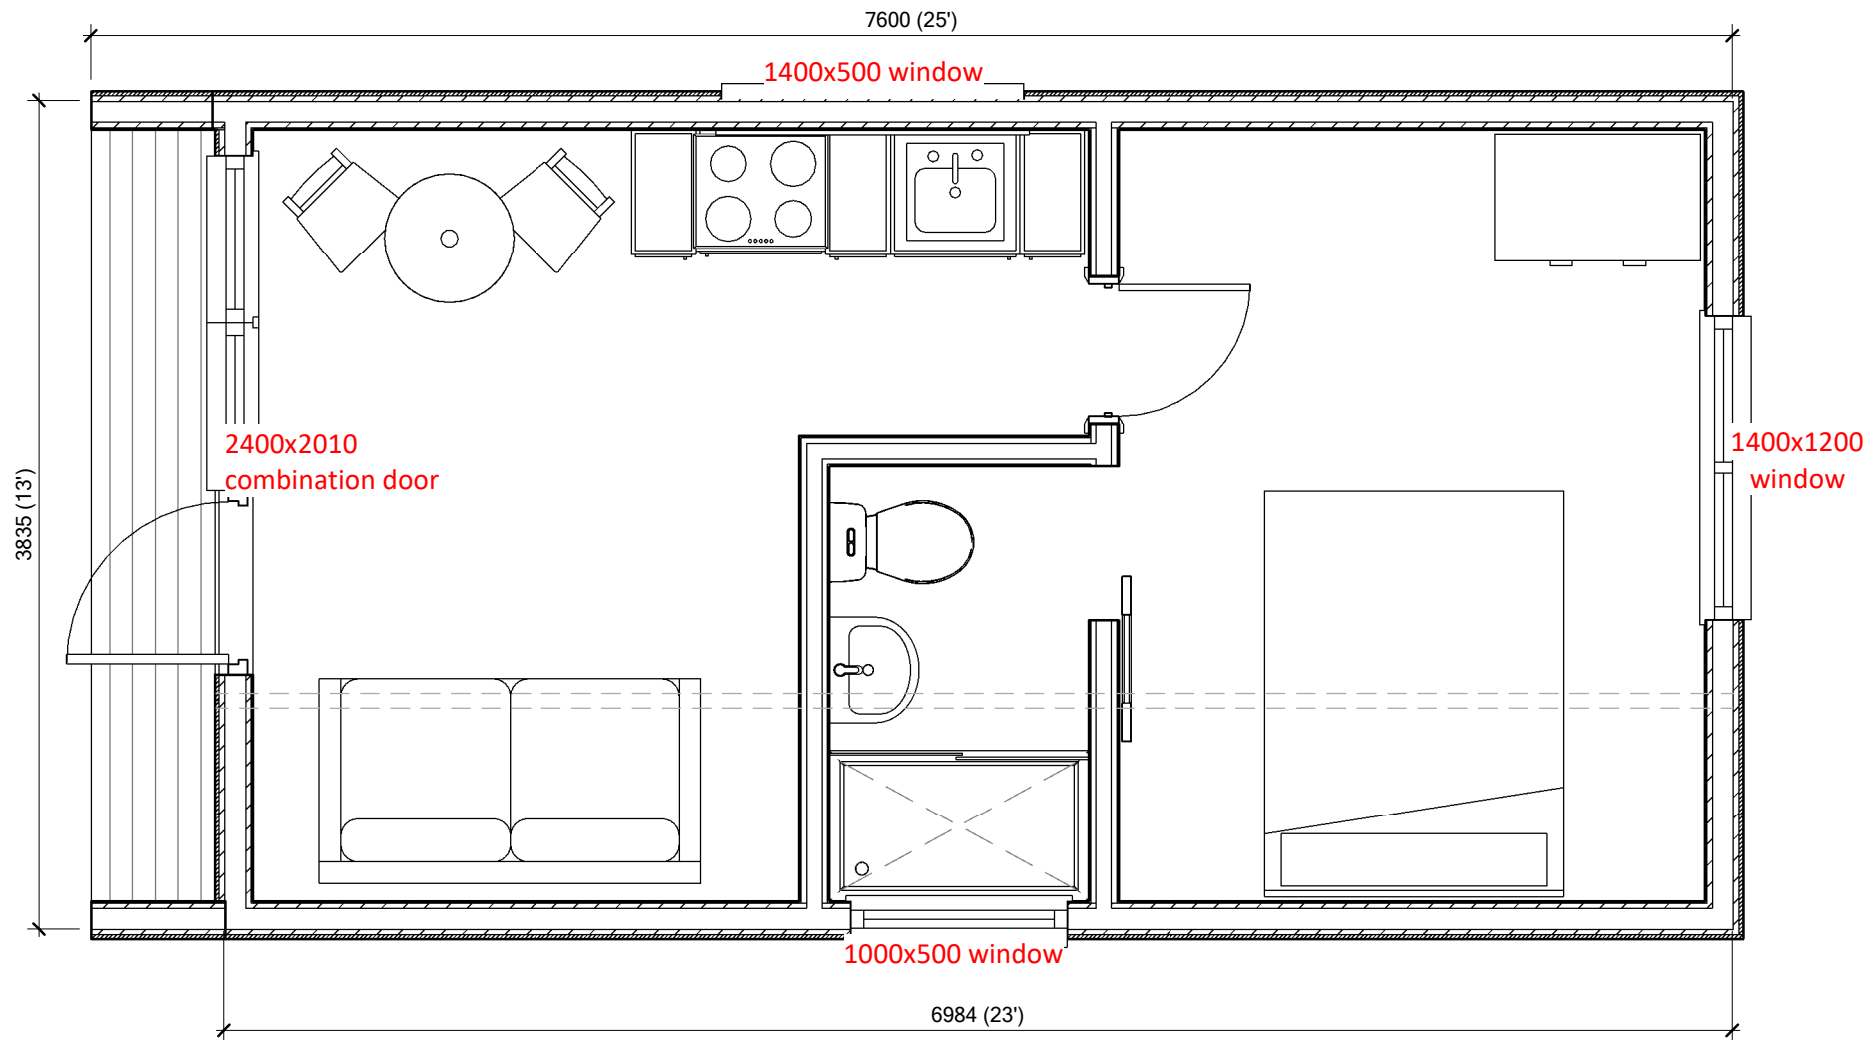 7600 (25')
1400x500 window
2400x2010
combination door
1400x1200
window
3835 (13')
1000x500 window
6984 (23')